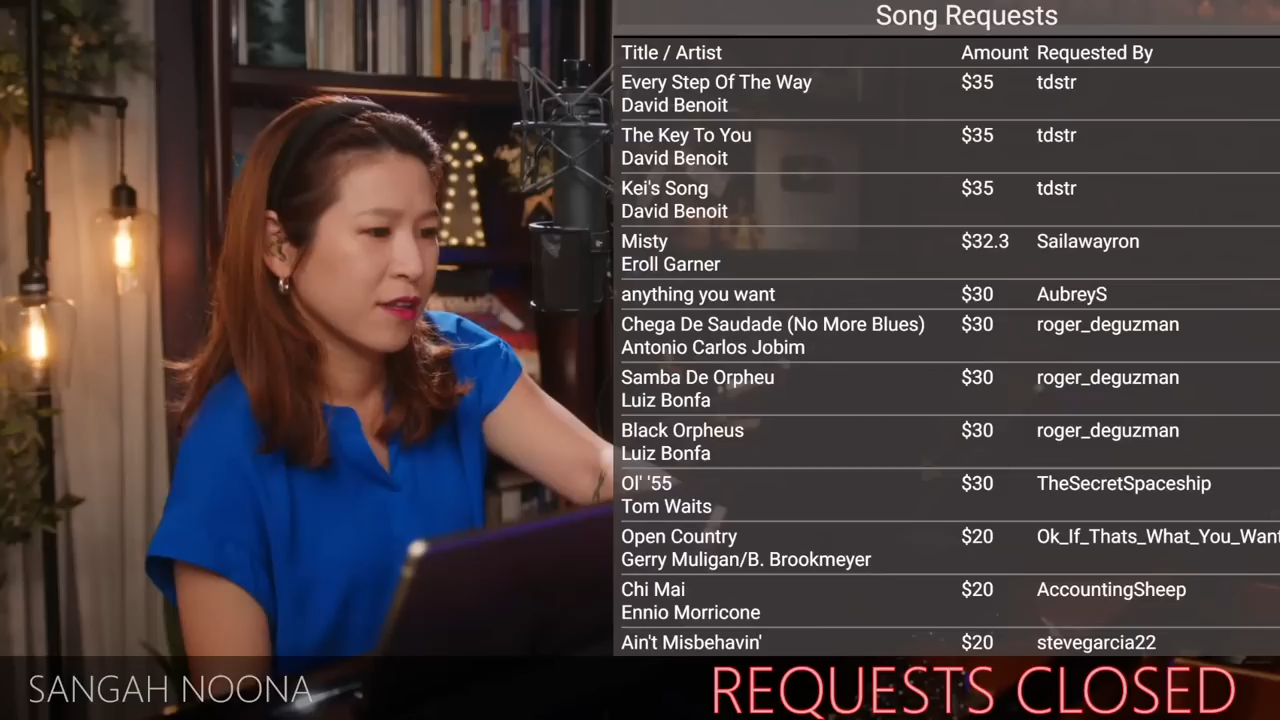 Song Requests
Title / Artist Amount Requested By
Every Step Of The Way $35 tdstr
David Benoit
The Key To You $35 tdstr
David Benoit
Kei's Song $35 tdstr
David Benoit
Misty $32.3 Sailawayron
Eroll Garner
anything you want $30 AubreyS
Chega De Saudade (No More Blues) $30 roger_deguzman
Antonio Carlos Jobim
Samba De Orpheu $30 roger_deguzman
Luiz Bonfa
Black Orpheus $30 roger_deguzman
Luiz Bonfa
Ol' '55 $30 TheSecretSpaceship
Tom Waits
Open Country $20 Ok_If_Thats_What_You_Want
Gerry Muligan/B. Brookmeyer
Chi Mai $20 AccountingSheep
Ennio Morricone
Ain't Misbehavin' $20 stevegarcia22
SANGAH NOONA
REQUESTS CLOSED